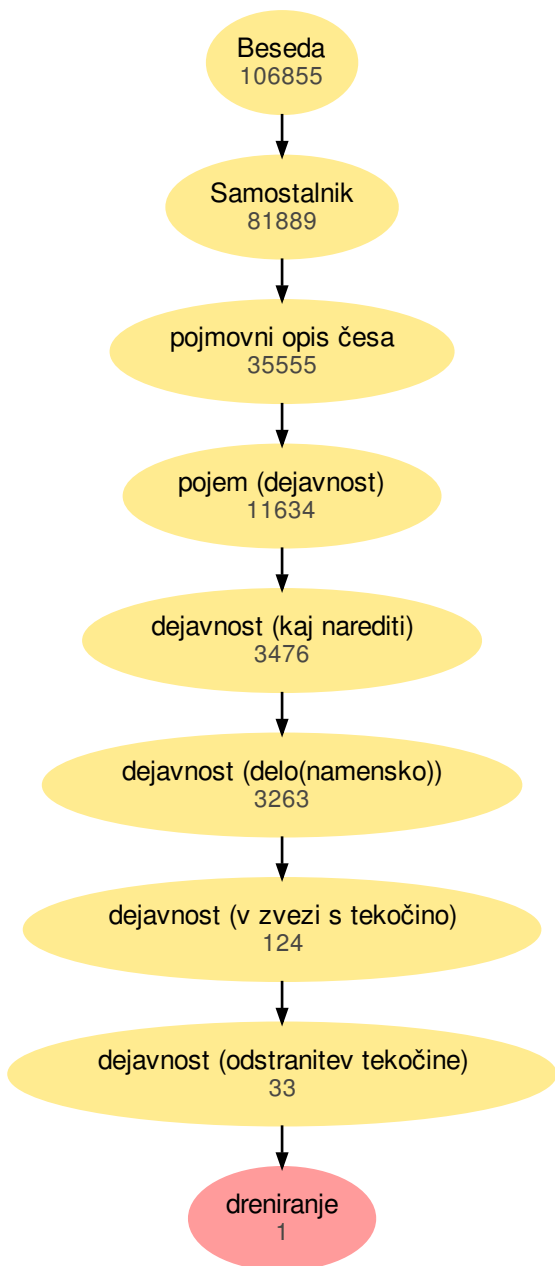 Beseda
106855
Samostalnik
81889
pojmovni opis česa
35555
pojem (dejavnost)
11634
dejavnost (kaj narediti)
3476
dejavnost (delo(namensko))
3263
dejavnost (v zvezi s tekočino)
124
dejavnost (odstranitev tekočine)
33
dreniranje
1